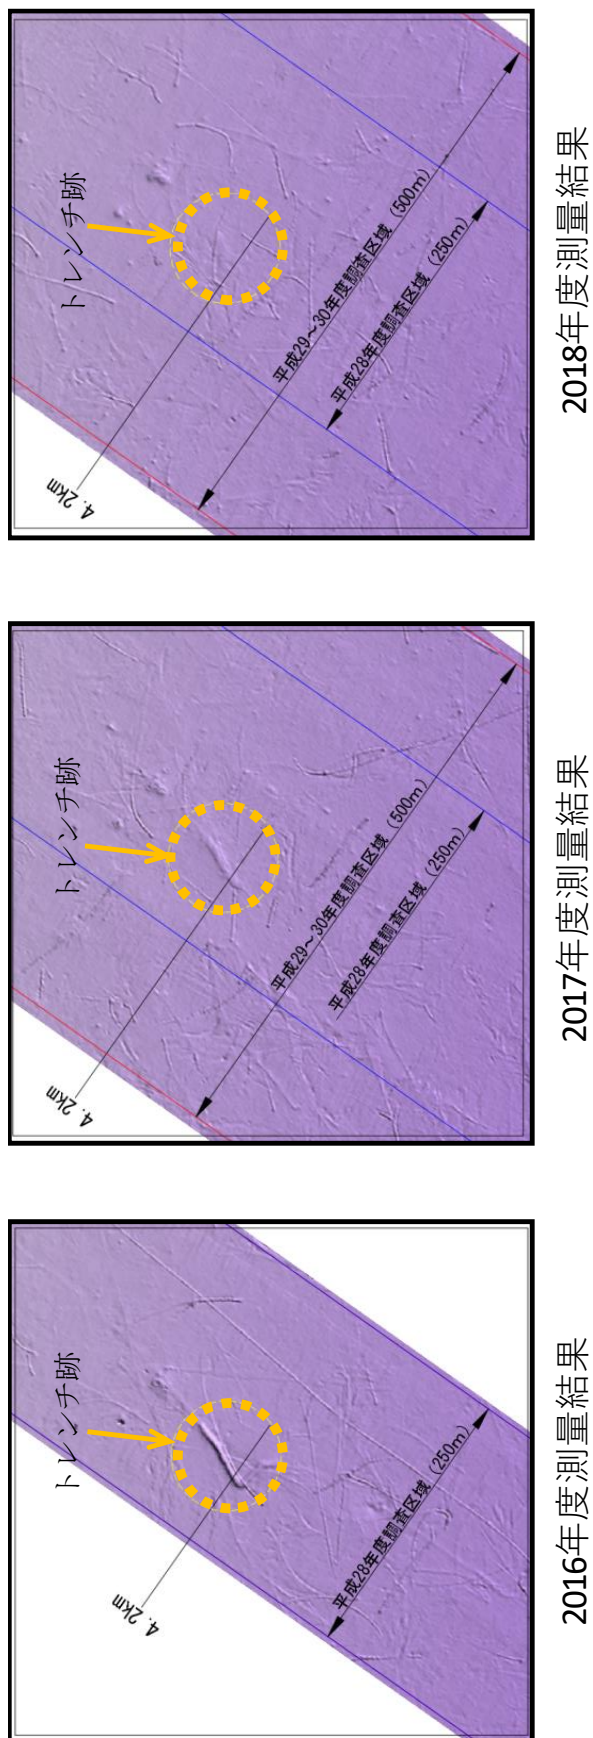 トレンチ跡
4.2km
平成28年度調査区域（250m）
2016年度測量結果
トレンチ跡
4.2km
平成29～30年度調査区域（500m）
平成28年度調査区域（250m）
2017年度測量結果
トレンチ跡
4.2km
平成29～30年度調査区域（500m）
平成28年度調査区域（250m）
2018年度測量結果